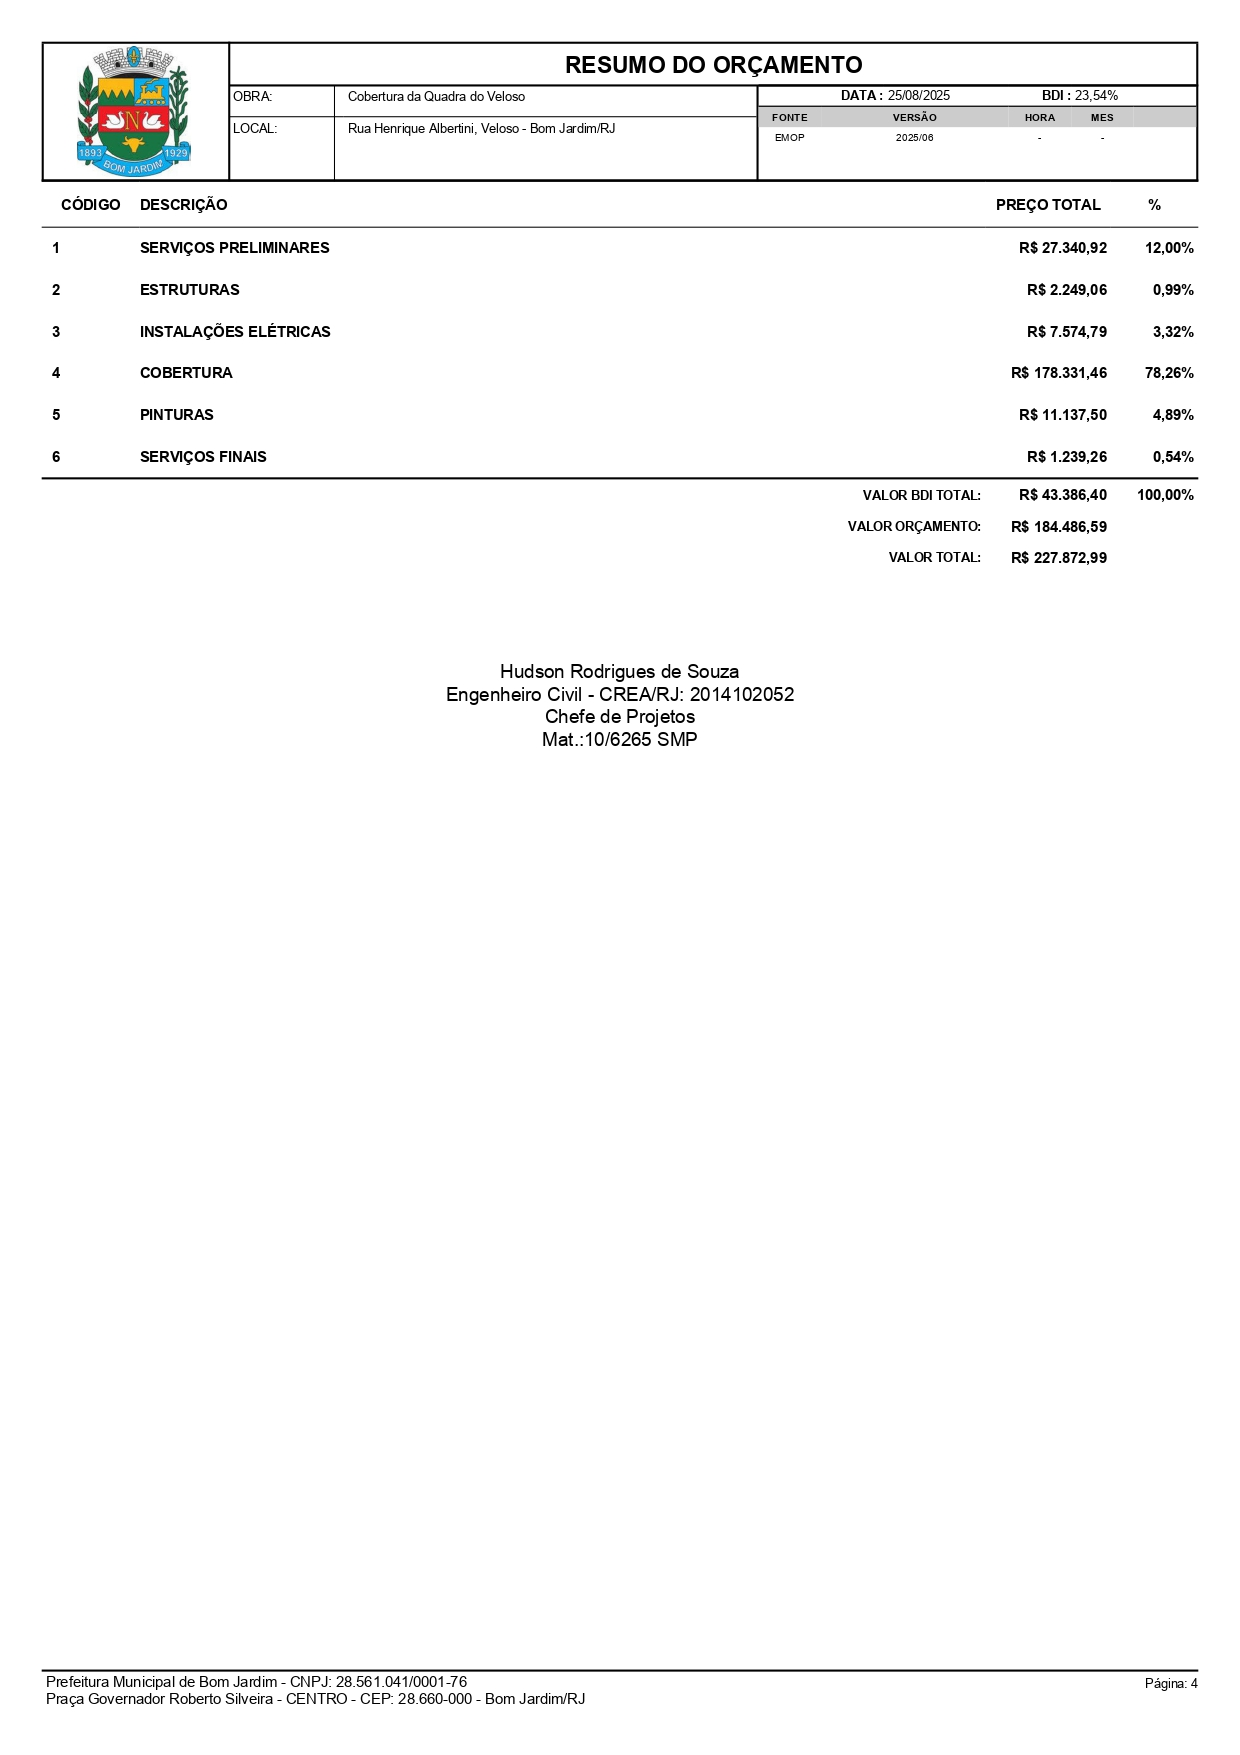 RESUMO DO ORÇAMENTO
OBRA: Cobertura da Quadra do Veloso
DATA : 25/08/2025 BDI : 23,54%
FONTE VERSÃO HORA MES
LOCAL: Rua Henrique Albertini, Veloso - Bom Jardim/RJ
EMOP 2025/06 - -
1893 N 1929
BOM JARDIM
CÓDIGO DESCRIÇÃO PREÇO TOTAL %
1 SERVIÇOS PRELIMINARES R$ 27.340,92 12,00%
2 ESTRUTURAS R$ 2.249,06 0,99%
3 INSTALAÇÕES ELÉTRICAS R$ 7.574,79 3,32%
4 COBERTURA R$ 178.331,46 78,26%
5 PINTURAS R$ 11.137,50 4,89%
6 SERVIÇOS FINAIS R$ 1.239,26 0,54%
VALOR BDI TOTAL: R$ 43.386,40 100,00%
VALOR ORÇAMENTO: R$ 184.486,59
VALOR TOTAL: R$ 227.872,99
Hudson Rodrigues de Souza
Engenheiro Civil - CREA/RJ: 2014102052
Chefe de Projetos
Mat.:10/6265 SMP
Prefeitura Municipal de Bom Jardim - CNPJ: 28.561.041/0001-76
Página: 4
Praça Governador Roberto Silveira - CENTRO - CEP: 28.660-000 - Bom Jardim/RJ